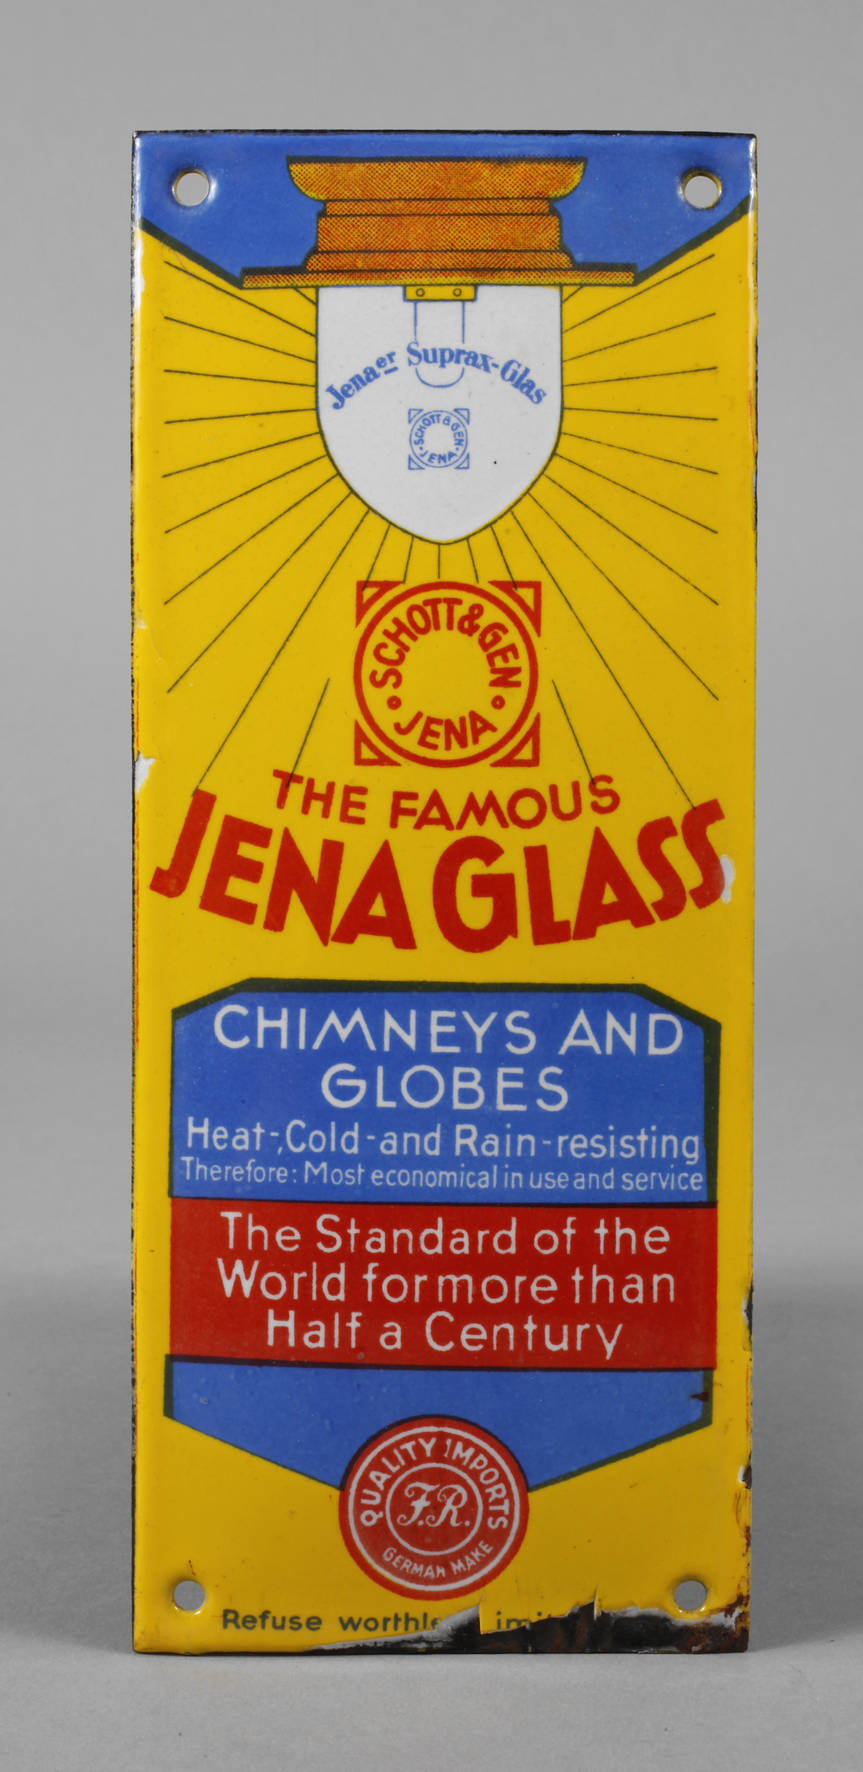 Jenaer Suprax-Glas
SCHOTT & GEN
JENA
SCHOTT & GEN
JENA
THE FAMOUS
JENA GLASS
CHIMNEYS AND
GLOBES
Heat-, Cold-and Rain-resisting
Therefore: Most economical in use and service
The Standard of the
World for more than
Half a Century
QUALITY IMPORTS
F.R.
GERMAN MAKE
Refuse